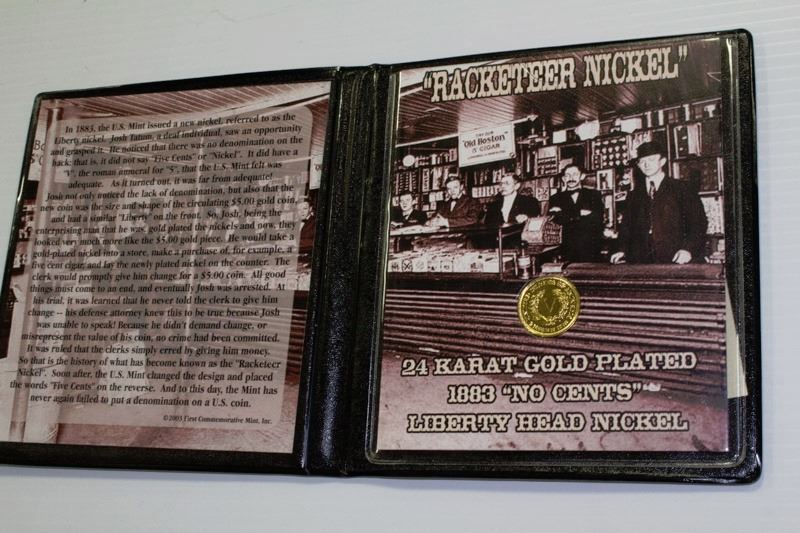 In 1883, the U.S. Mint issued a new nickel, referred to as the
Liberty nickel. Josh Tatum, a deaf individual, saw an opportunity
and grasped it. He noticed that there was no denomination on the
back; that is, it did not say "Five Cents" or "Nickel". It did have a
"V", the roman numeral for "5", that the U.S. Mint felt was
adequate. As it turned out, it was far from adequate!
Josh not only noticed the lack of denomination, but also that the
new coin was the size and shape of the circulating $5.00 gold coin,
and had a similar "Liberty" on the front. So, Josh, being the
enterprising man that he was, gold plated the nickels and now, they
looked very much more like the $5.00 gold piece. He would take a
gold-plated nickel into a store, make a purchase of, for example, a
five cent cigar, and lay the newly plated nickel on the counter. The
clerk would promptly give him change for a $5.00 coin. All good
things must come to an end, and eventually Josh was arrested. At
his trial, it was learned that he never told the clerk to give him
change -- his defense attorney knew this to be true because Josh
was unable to speak! Because he didn't demand change, or
misrepresent the value of his coin, no crime had been committed.
It was ruled that the clerks simply erred by giving him money.
So that is the history of what has become known as the "Racketeer
Nickel". Soon after, the U.S. Mint changed the design and placed
the words "Five Cents" on the reverse. And to this day, the Mint has
never again failed to put a denomination on a U.S. coin.
©2003 First Commemorative Mint, Inc.
"RACKETEER NICKEL"
"Old Boston"
5¢ CIGAR
V
24 KARAT GOLD PLATED
1883 "NO CENTS"
LIBERTY HEAD NICKEL